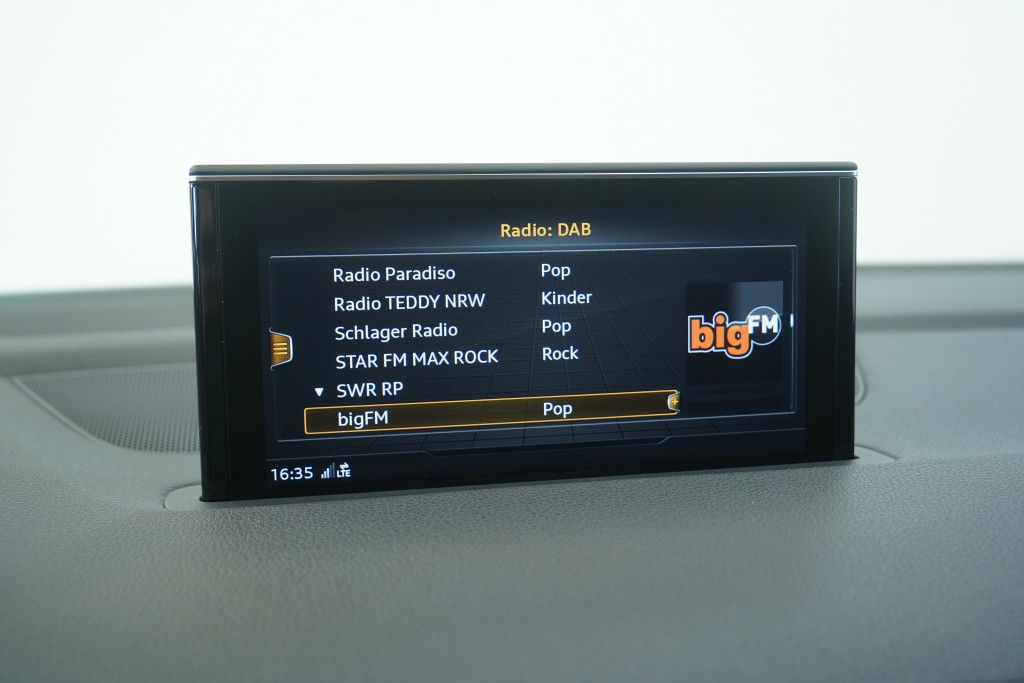 Radio: DAB
Radio Paradiso Pop
Radio TEDDY NRW Kinder
Schlager Radio Pop
STAR FM MAX ROCK Rock
SWR RP
bigFM Pop
bigFM
16:35 LTE